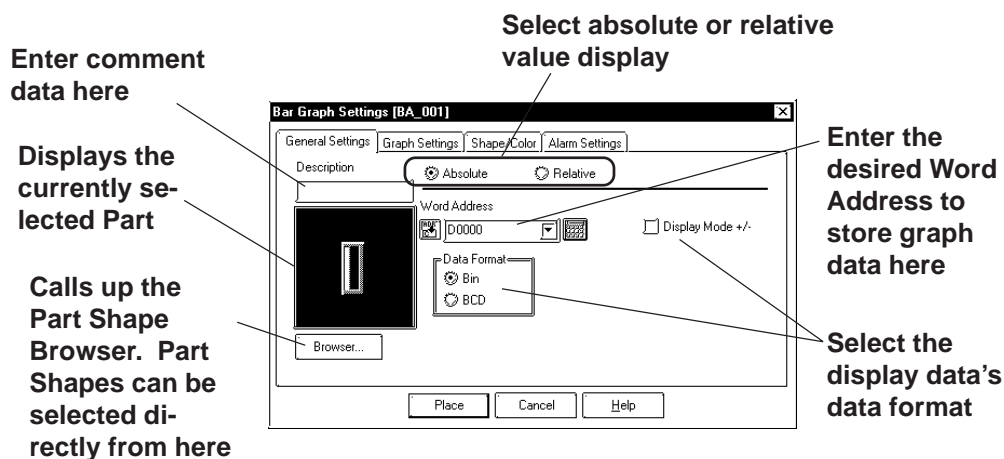 Select absolute or relative
value display
Enter comment
data here
Bar Graph Settings [BA_001]
General Settings Graph Settings Shape/Color Alarm Settings
Description
Absolute Relative
Displays the
currently se-
lected Part
Word Address
D0000
Display Mode +/-
Data Format
Bin
BCD
Enter the
desired Word
Address to
store graph
data here
Calls up the
Part Shape
Browser. Part
Shapes can be
selected di-
rectly from here
Browser...
Select the
display data's
data format
Place Cancel Help